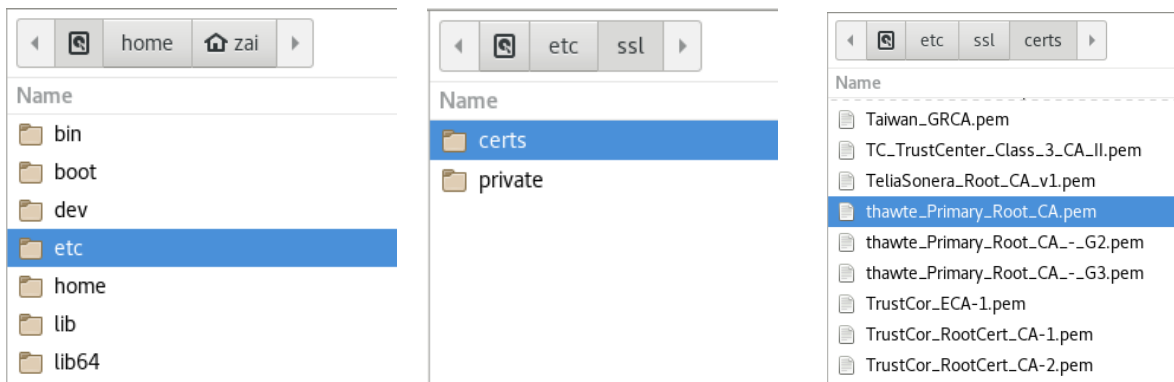 home zai
Name
bin
boot
dev
etc
home
lib
lib64
etc ssl
Name
certs
private
etc ssl certs
Name
Taiwan_GRCA.pem
TC_TrustCenter_Class_3_CA_II.pem
TeliaSonera_Root_CA_v1.pem
thawte_Primary_Root_CA.pem
thawte_Primary_Root_CA_-_G2.pem
thawte_Primary_Root_CA_-_G3.pem
TrustCor_ECA-1.pem
TrustCor_RootCert_CA-1.pem
TrustCor_RootCert_CA-2.pem